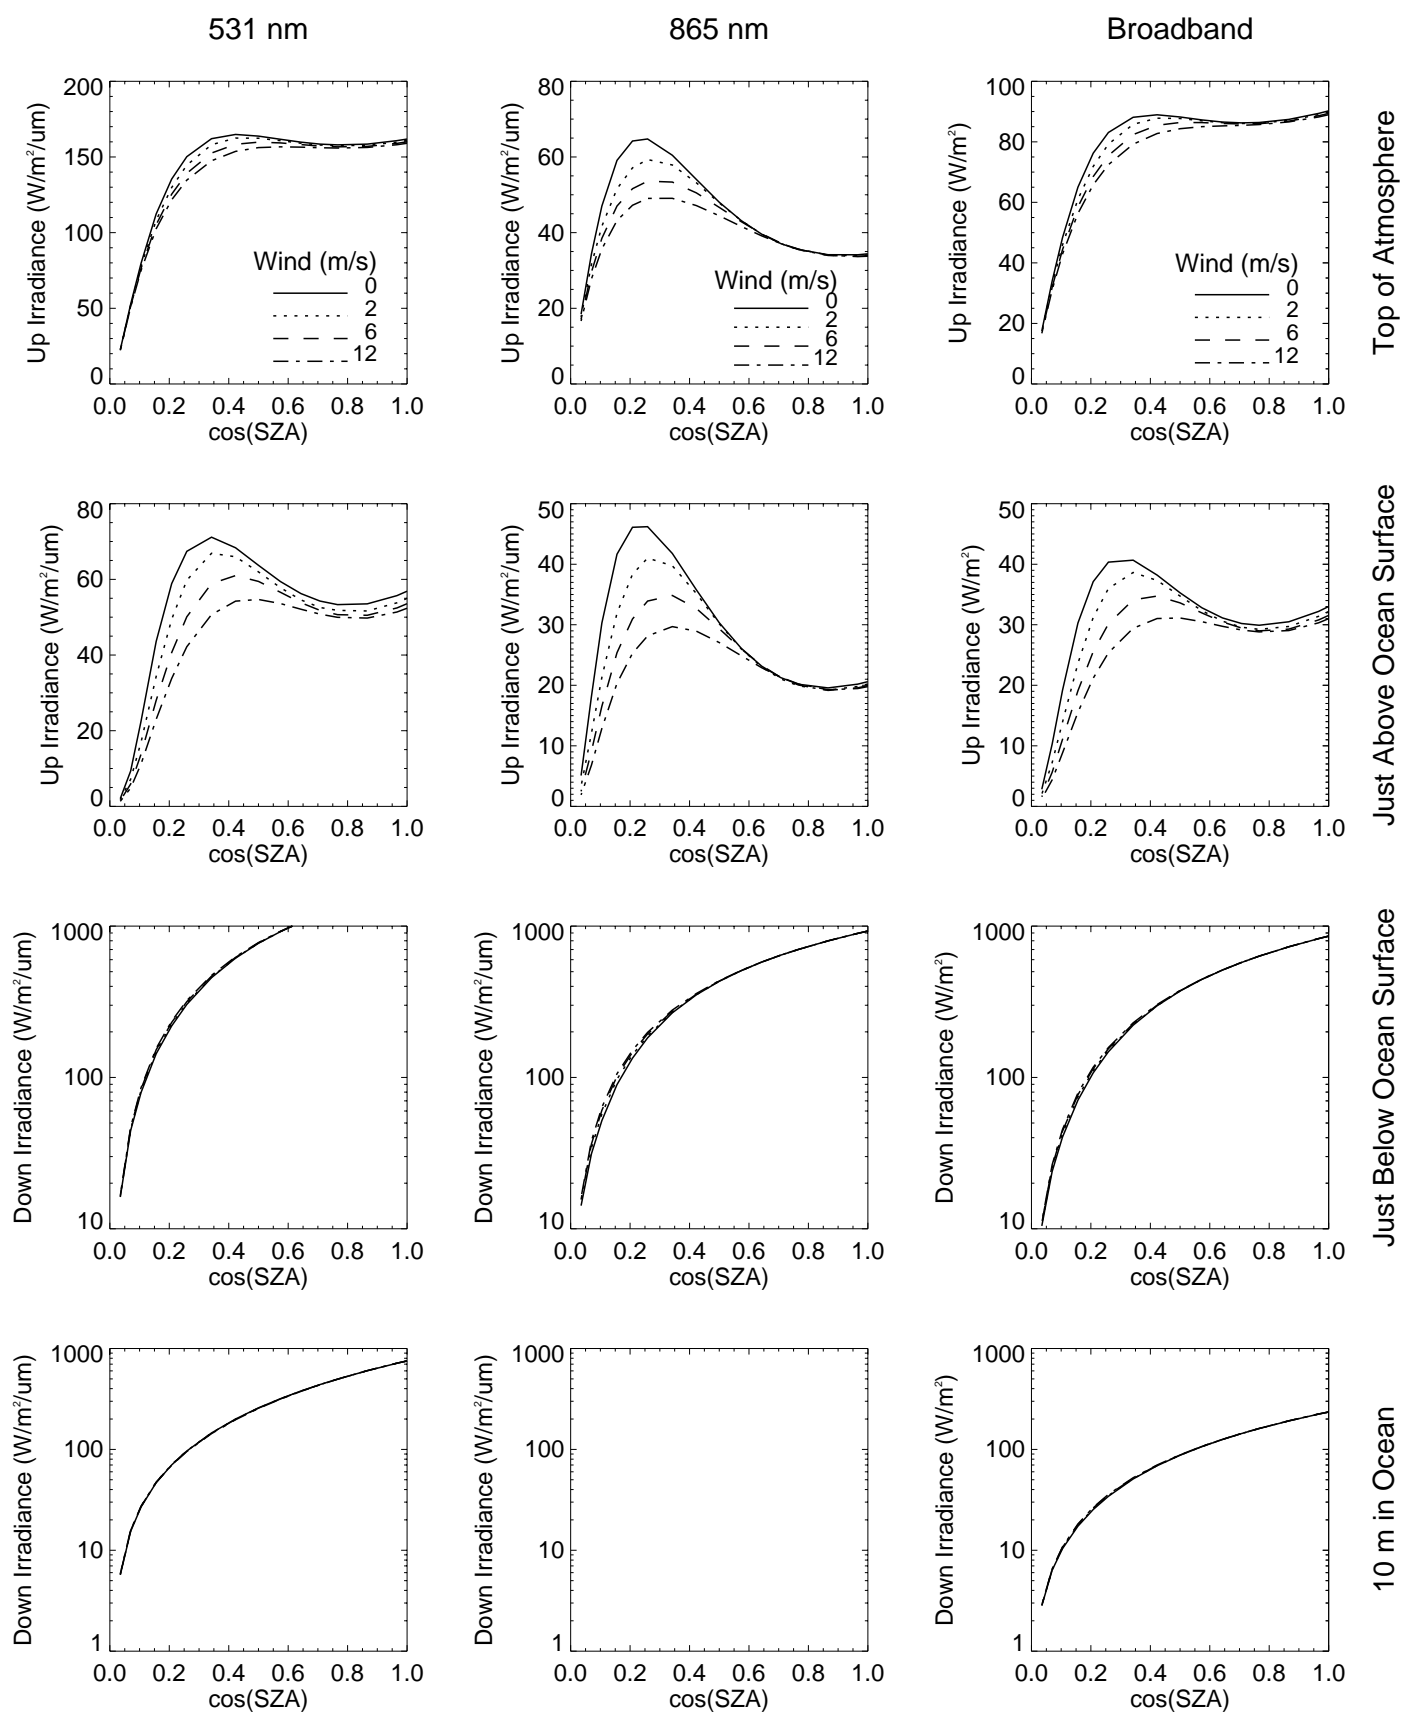 531 nm
865 nm
Broadband
Up Irradiance (W/m²/um)
200
150
100
50
0
0.0 0.2 0.4 0.6 0.8 1.0
cos(SZA)
Wind (m/s)
0
2
6
12
Up Irradiance (W/m²/um)
80
60
40
20
0
0.0 0.2 0.4 0.6 0.8 1.0
cos(SZA)
Wind (m/s)
0
2
6
12
Up Irradiance (W/m²)
100
80
60
40
20
0
0.0 0.2 0.4 0.6 0.8 1.0
cos(SZA)
Wind (m/s)
0
2
6
12
Top of Atmosphere
Up Irradiance (W/m²/um)
80
60
40
20
0
0.0 0.2 0.4 0.6 0.8 1.0
cos(SZA)
Up Irradiance (W/m²/um)
50
40
30
20
10
0
0.0 0.2 0.4 0.6 0.8 1.0
cos(SZA)
Up Irradiance (W/m²)
50
40
30
20
10
0
0.0 0.2 0.4 0.6 0.8 1.0
cos(SZA)
Just Above Ocean Surface
Down Irradiance (W/m²/um)
1000
100
10
0.0 0.2 0.4 0.6 0.8 1.0
cos(SZA)
Down Irradiance (W/m²/um)
1000
100
10
0.0 0.2 0.4 0.6 0.8 1.0
cos(SZA)
Down Irradiance (W/m²)
1000
100
10
0.0 0.2 0.4 0.6 0.8 1.0
cos(SZA)
Just Below Ocean Surface
Down Irradiance (W/m²/um)
1000
100
10
1
0.0 0.2 0.4 0.6 0.8 1.0
cos(SZA)
Down Irradiance (W/m²/um)
1000
100
10
1
0.0 0.2 0.4 0.6 0.8 1.0
cos(SZA)
Down Irradiance (W/m²)
1000
100
10
1
0.0 0.2 0.4 0.6 0.8 1.0
cos(SZA)
10 m in Ocean